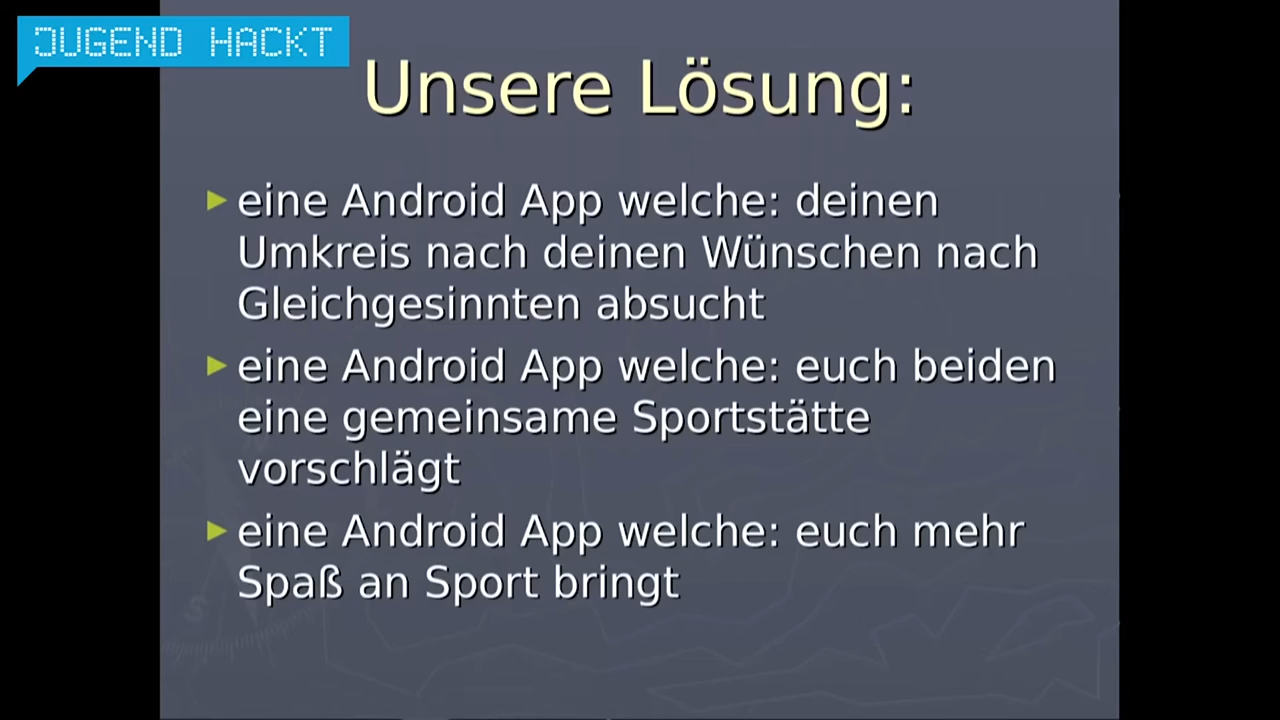 JUGEND HACKT
Unsere Lösung:
eine Android App welche: deinen
Umkreis nach deinen Wünschen nach
Gleichgesinnten absucht
eine Android App welche: euch beiden
eine gemeinsame Sportstätte
vorschlägt
eine Android App welche: euch mehr
Spaß an Sport bringt
S